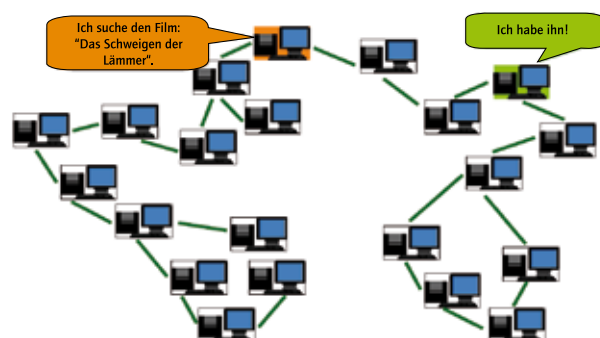 Ich suche den Film:
"Das Schweigen der
Lämmer".
Ich habe ihn!